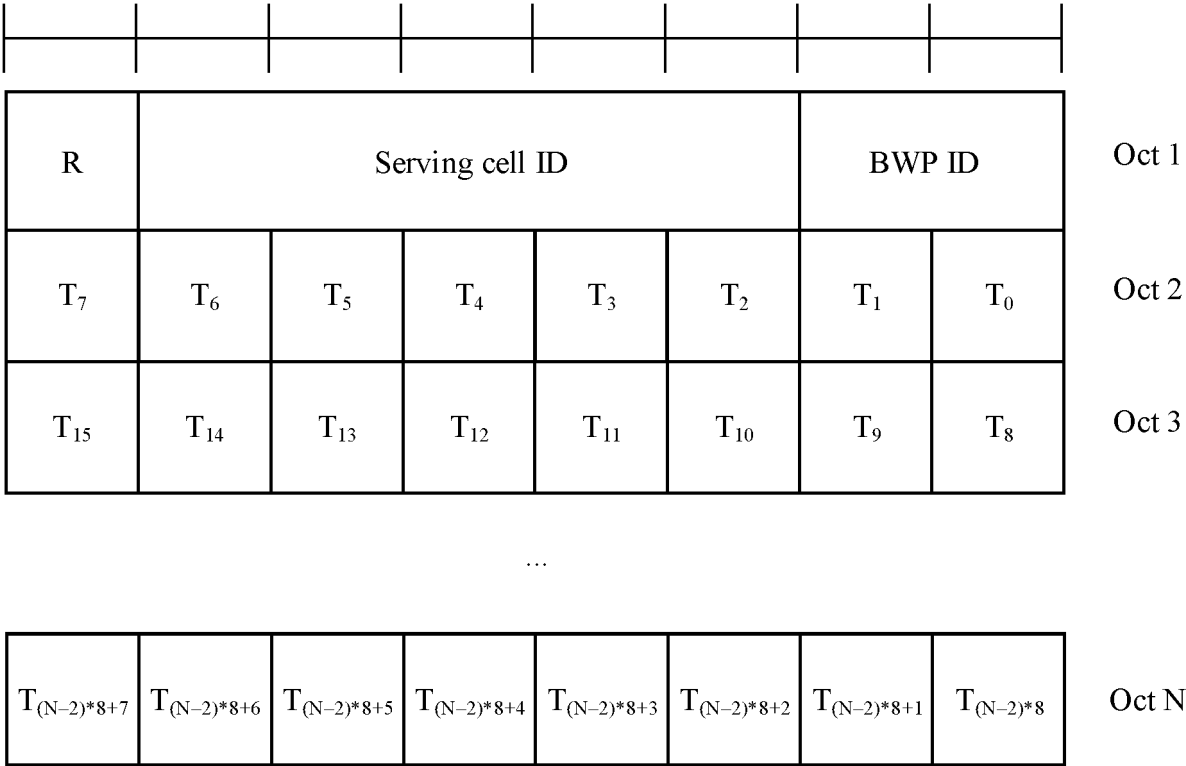 R Serving cell ID BWP ID Oct 1
T₇ T₆ T₅ T₄ T₃ T₂ T₁ T₀ Oct 2
T₁₅ T₁₄ T₁₃ T₁₂ T₁₁ T₁₀ T₉ T₈ Oct 3
...
T₍N–2₎*8+7 T₍N–2₎*8+6 T₍N–2₎*8+5 T₍N–2₎*8+4 T₍N–2₎*8+3 T₍N–2₎*8+2 T₍N–2₎*8+1 T₍N–2₎*8 Oct N